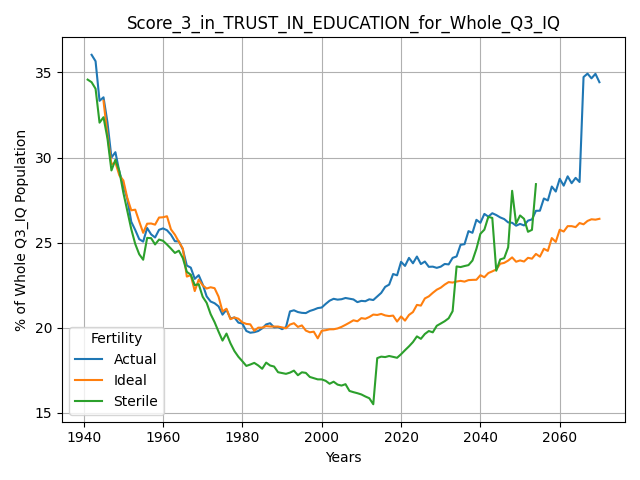 Score_3_in_TRUST_IN_EDUCATION_for_Whole_Q3_IQ
% of Whole Q3_IQ Population
35
30
25
20
15
Fertility
Actual
Ideal
Sterile
1940 1960 1980 2000 2020 2040 2060
Years